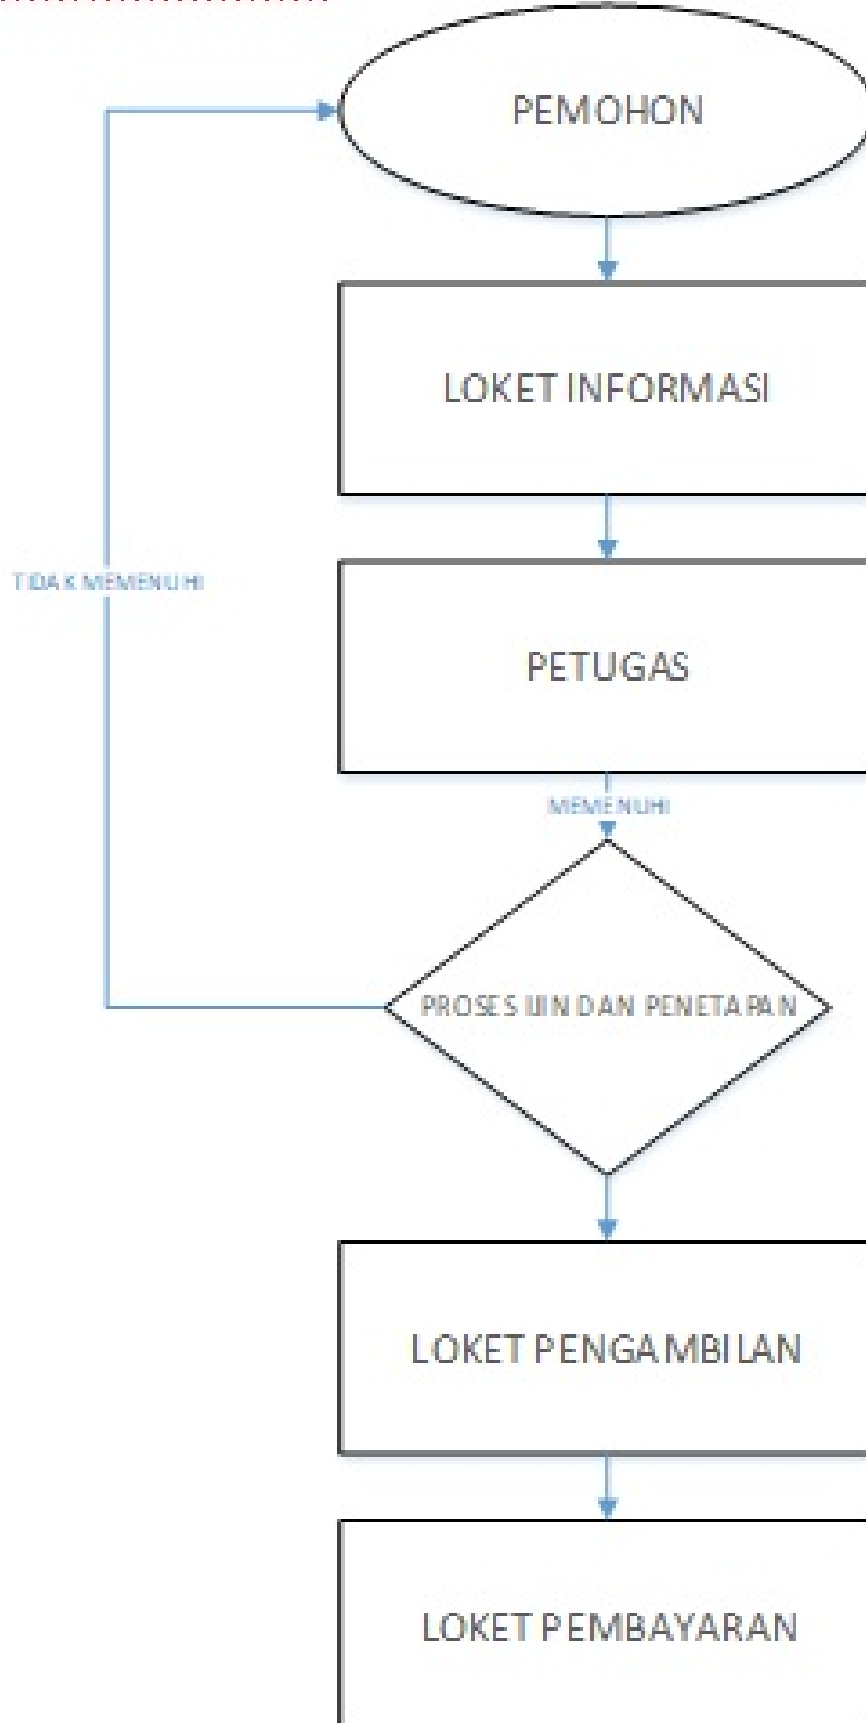 PEMOHON
LOKET INFORMASI
TIDAK MEMENUHI
PETUGAS
MEMENUHI
PROSES IJIN DAN PENETAPAN
LOKET PENGAMBILAN
LOKET PEMBAYARAN